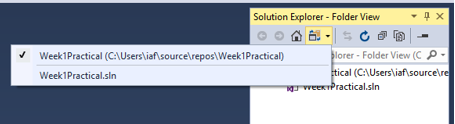 Solution Explorer - Folder View
Week1Practical (C:\Users\iaf\source\repos\Week1Practical)
Week1Practical.sln
Explorer - Folder View
ractical (C:\Users\iaf\source\re
Week1Practical.sln